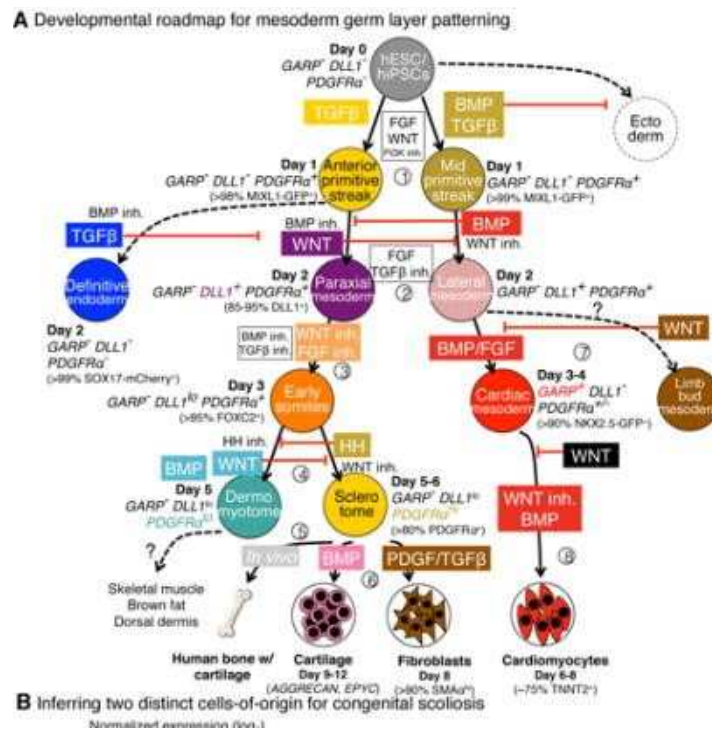 A Developmental roadmap for mesoderm germ layer patterning
Day 0
GARP⁻ DLL1⁻
PDGFRα⁻
hESC/
hiPSCs
TGFβ
FGF
WNT
PI3K inh.
BMP
TGFβ
Ecto
derm
Day 1
GARP⁻ DLL1⁻ PDGFRα⁺
(>98% MIXL1-GFP⁺)
Anterior
primitive
streak
①
Mid
primitive
streak
Day 1
GARP⁻ DLL1⁻ PDGFRα⁺
(>99% MIXL1-GFP⁺)
BMP inh.
TGFβ
BMP inh.
WNT
BMP
WNT inh.
FGF
TGFβ inh.
②
Definitive
endoderm
Day 2
GARP⁻ DLL1⁻
PDGFRα⁻
(>99% SOX17-mCherry⁺)
Day 2
GARP⁻ DLL1⁺ PDGFRα⁺
(85-95% DLL1⁺)
Paraxial
mesoderm
Lateral
mesoderm
Day 2
GARP⁻ DLL1⁺ PDGFRα⁺
?
BMP inh.
TGFβ inh.
WNT inh.
FGF inh.
③
BMP/FGF
WNT
⑦
Day 3
GARP⁻ DLL1ˡᵒ PDGFRα⁺
(>95% FOXC2⁺)
Early
somites
Cardiac
mesoderm
Day 3-4
GARP⁺ DLL1⁻
PDGFRα⁺/⁻
(>90% NKX2.5-GFP⁺)
Limb
bud
mesoderm
HH inh.
BMP
WNT
④
HH
WNT inh.
WNT
Day 5
GARP⁻ DLL1ˡᵒ
PDGFRαˡᵒ
Dermo
myotome
Sclero
tome
Day 5-6
GARP⁻ DLL1ˡᵒ
(>80% PDGFRα⁺)
WNT inh.
BMP
⑤
?
In vivo
BMP
⑥
PDGF/TGFβ
⑧
Skeletal muscle
Brown fat
Dorsal dermis
Human bone w/
cartilage
Cartilage
Day 9-12
(AGGRECAN, EPYC)
Fibroblasts
Day 8
(>90% SMAα⁺)
Cardiomyocytes
Day 6-8
(~75% TNNT2⁺)
B Inferring two distinct cells-of-origin for congenital scoliosis
Normalized expression (log₂)